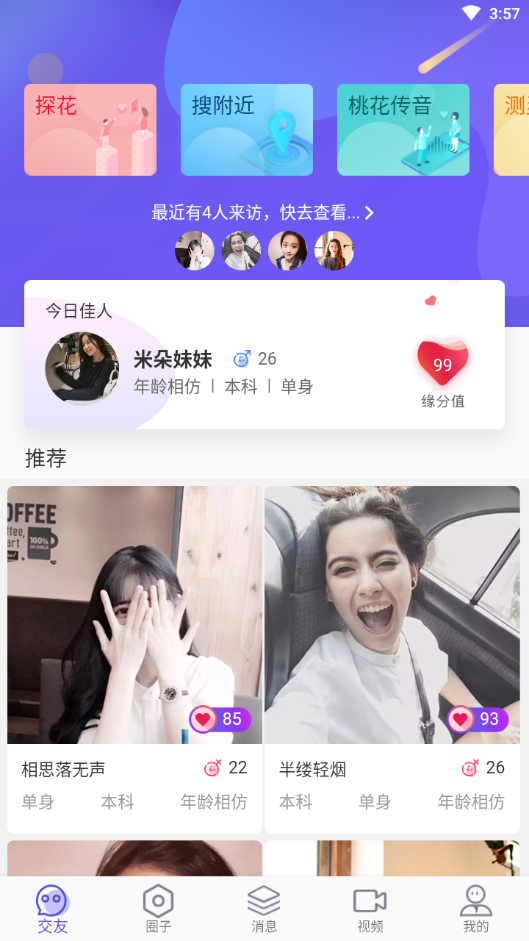 3:57
探花
搜附近
桃花传音
最近有4人来访，快去查看...
今日佳人
米朵妹妹
26
年龄相仿 | 本科 | 单身
99
缘分值
推荐
OFFEE
100%
85
93
相思落无声
22
单身 本科 年龄相仿
半缕轻烟
26
本科 单身 年龄相仿
交友
圈子
消息
视频
我的